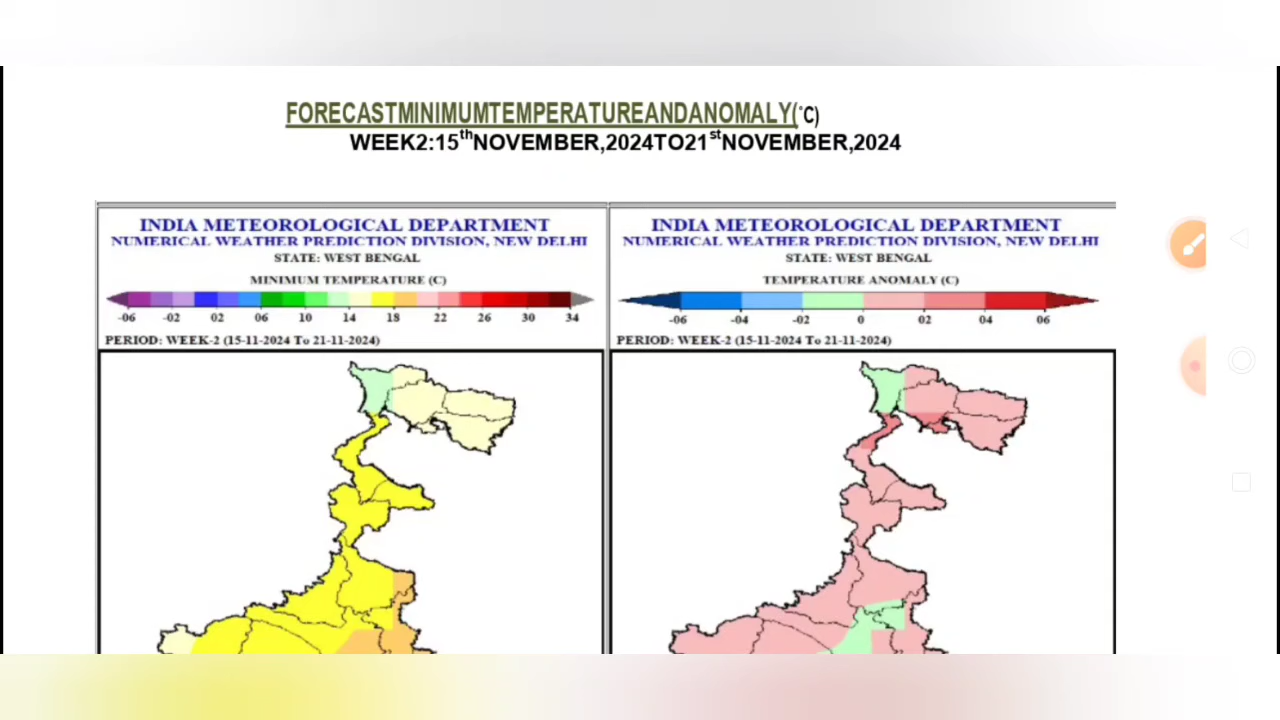 FORECASTMINIMUMTEMPERATUREANDANOMALY(°C)
WEEK2:15thNOVEMBER,2024TO21stNOVEMBER,2024
INDIA METEOROLOGICAL DEPARTMENT
NUMERICAL WEATHER PREDICTION DIVISION, NEW DELHI
STATE: WEST BENGAL
MINIMUM TEMPERATURE (C)
-06 -02 02 06 10 14 18 22 26 30 34
PERIOD: WEEK-2 (15-11-2024 To 21-11-2024)
INDIA METEOROLOGICAL DEPARTMENT
NUMERICAL WEATHER PREDICTION DIVISION, NEW DELHI
STATE: WEST BENGAL
TEMPERATURE ANOMALY (C)
-06 -04 -02 0 02 04 06
PERIOD: WEEK-2 (15-11-2024 To 21-11-2024)